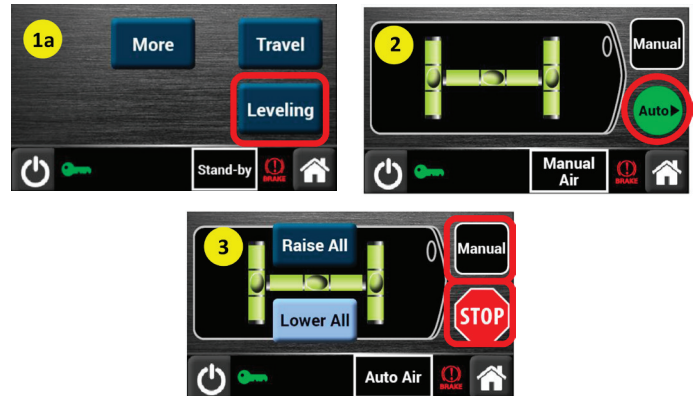 1a
More
Travel
Leveling
Stand-by
BRAKE
2
Manual
Auto
Manual
Air
BRAKE
3
Raise All
Manual
Lower All
STOP
Auto Air
BRAKE